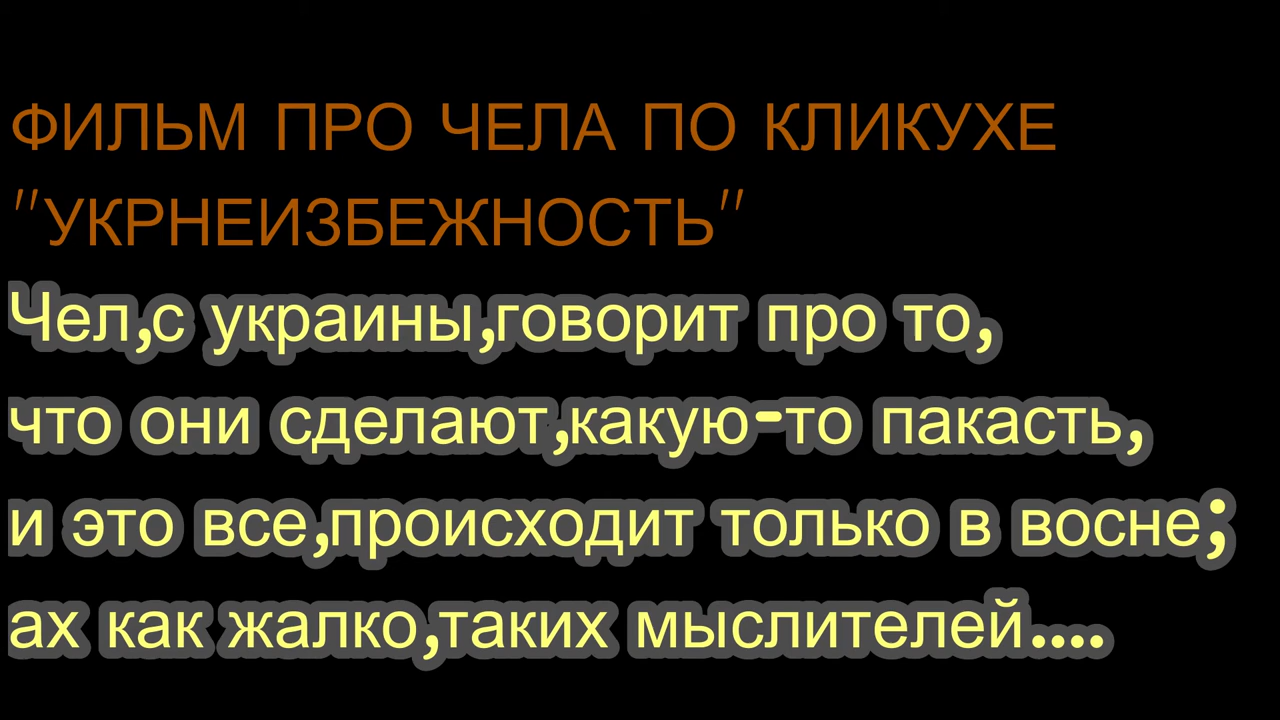 ФИЛЬМ ПРО ЧЕЛА ПО КЛИКУХЕ
"УКРНЕИЗБЕЖНОСТЬ"
Чел,с украины,говорит про то,
что они сделают,какую-то пакасть,
и это все,происходит только в восне;
ах как жалко,таких мыслителей....